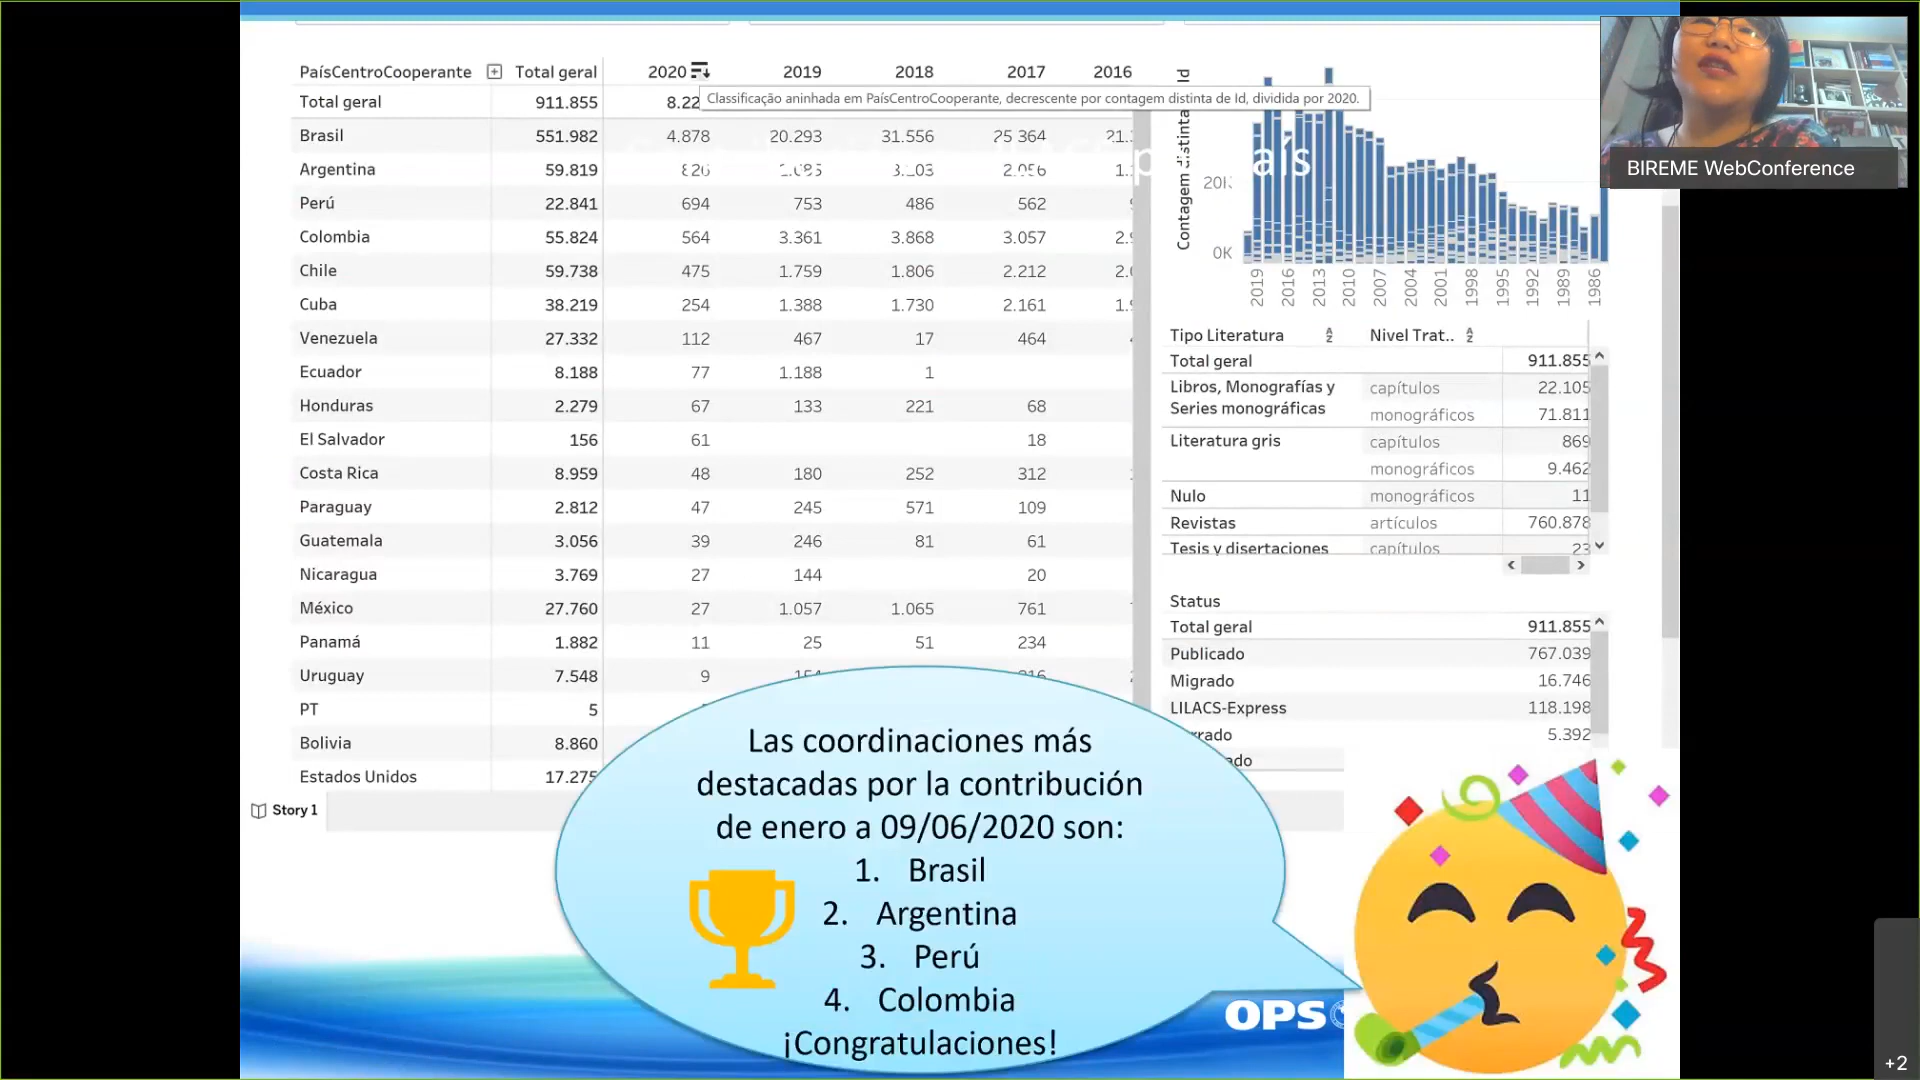 PaísCentroCooperante Total geral 2020 2019 2018 2017 2016
Total geral 911.855 8.22
Classificação aninhada em PaísCentroCooperante, decrescente por contagem distinta de Id, dividida por 2020.
Brasil 551.982 4.878 20.293 31.556 25 364
Argentina 59.819
Perú 22.841 694 753 486 562
Colombia 55.824 564 3.361 3.868 3.057
Chile 59.738 475 1.759 1.806 2.212
Cuba 38.219 254 1.388 1.730 2.161
Venezuela 27.332 112 467 17 464
Ecuador 8.188 77 1.188 1
Honduras 2.279 67 133 221 68
El Salvador 156 61 18
Costa Rica 8.959 48 180 252 312
Paraguay 2.812 47 245 571 109
Guatemala 3.056 39 246 81 61
Nicaragua 3.769 27 144 20
México 27.760 27 1.057 1.065 761
Panamá 1.882 11 25 51 234
Uruguay 7.548 9
PT 5
Bolivia 8.860
Estados Unidos 17.275
Story 1
país
Contagem distinta Id
20K
0K
2019 2016 2013 2010 2007 2004 2001 1998 1995 1992 1989 1986
Tipo Literatura Nivel Trat..
Total geral 911.855
Libros, Monografías y Series monográficas capítulos 22.105
monográficos 71.811
Literatura gris capítulos 869
monográficos 9.462
Nulo monográficos 11
Revistas artículos 760.878
Tesis y disertaciones capítulos 23
Status
Total geral 911.855
Publicado 767.039
Migrado 16.746
LILACS-Express 118.198
5.392
Las coordinaciones más
destacadas por la contribución
de enero a 09/06/2020 son:
1. Brasil
2. Argentina
3. Perú
4. Colombia
¡Congratulaciones!
OPS
BIREME WebConference
+2